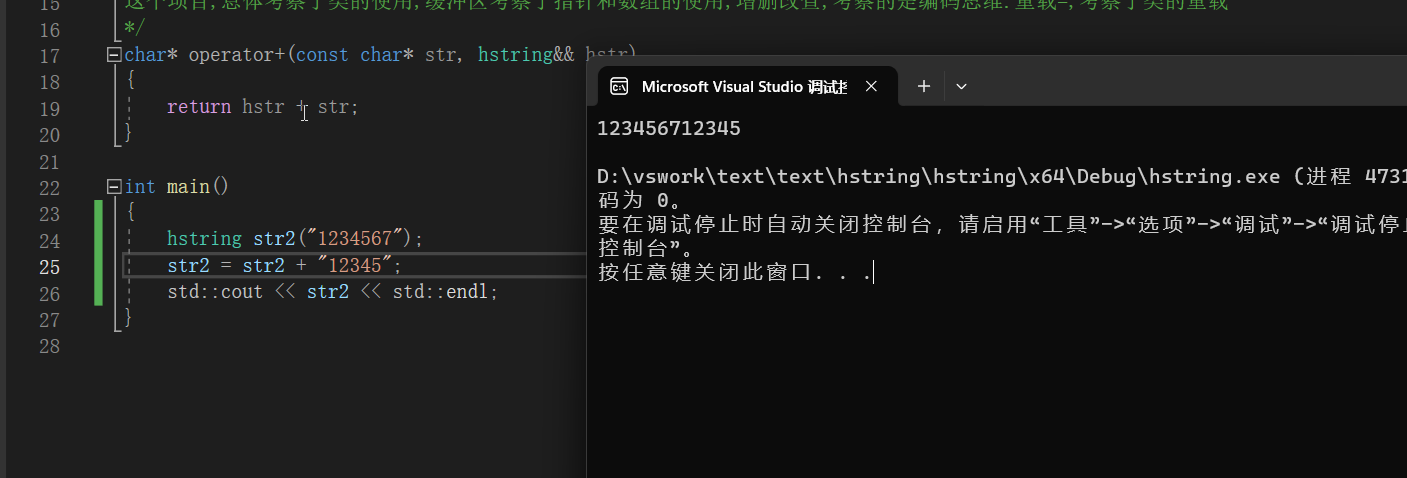 15 这个项目,总体考察了类的使用,缓冲区考察了指针和数组的使用,增删改查,考察的是编码思维.重载=,考察了类的重载
16 */
17 char* operator+(const char* str, hstring&& hstr)
18 {
19 return hstr + str;
20 }
21
22 int main()
23 {
24 hstring str2("1234567");
25 str2 = str2 + "12345";
26 std::cout << str2 << std::endl;
27 }
28
Microsoft Visual Studio 调试
123456712345
D:\vswork\text\text\hstring\hstring\x64\Debug\hstring.exe (进程 4731
码为 0。
要在调试停止时自动关闭控制台，请启用“工具”->“选项”->“调试”->“调试停止
控制台”。
按任意键关闭此窗口. . .